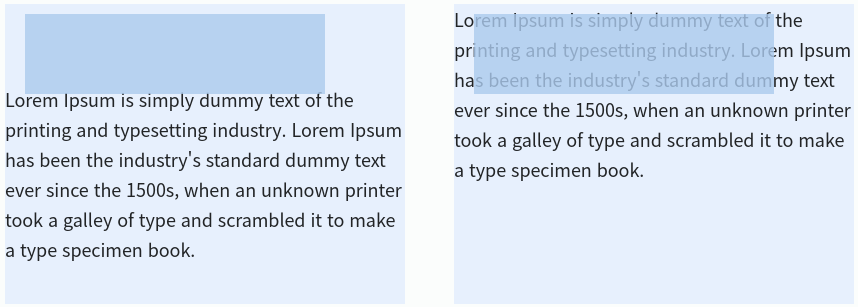 Lorem Ipsum is simply dummy text of the
printing and typesetting industry. Lorem Ipsum
has been the industry's standard dummy text
ever since the 1500s, when an unknown printer
took a galley of type and scrambled it to make
a type specimen book.
Lorem Ipsum is simply dummy text of the
printing and typesetting industry. Lorem Ipsum
has been the industry's standard dummy text
ever since the 1500s, when an unknown printer
took a galley of type and scrambled it to make
a type specimen book.